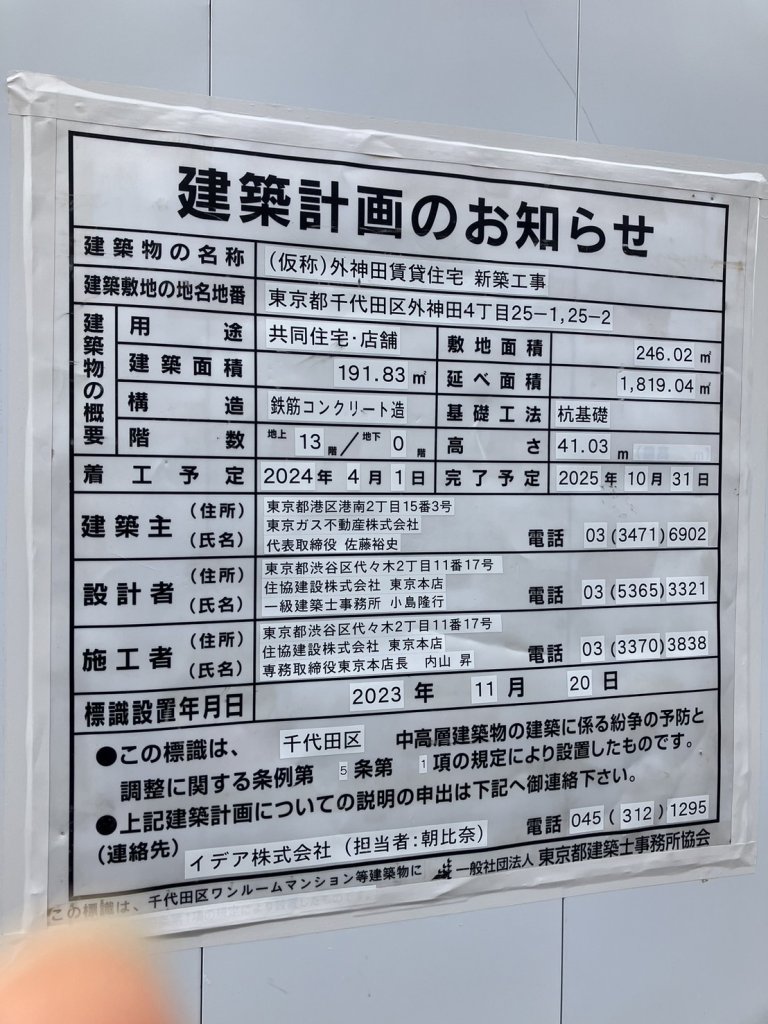 建築計画のお知らせ
建築物の名称 (仮称)外神田賃貸住宅 新築工事
建築敷地の地名地番 東京都千代田区外神田4丁目25−1,25−2
建築物の概要
用途 共同住宅・店舗 敷地面積 246.02㎡
建築面積 191.83㎡ 延べ面積 1,819.04㎡
構造 鉄筋コンクリート造 基礎工法 杭基礎
階数 地上13階/地下0階 高さ 41.03m
着工予定 2024年4月1日 完了予定 2025年10月31日
建築主 (住所) 東京都港区港南2丁目15番3号
東京ガス不動産株式会社
(氏名) 代表取締役 佐藤裕史 電話 03(3471)6902
設計者 (住所) 東京都渋谷区代々木2丁目11番17号
住協建設株式会社 東京本店
(氏名) 一級建築士事務所 小島隆行 電話 03(5365)3321
施工者 (住所) 東京都渋谷区代々木2丁目11番17号
住協建設株式会社 東京本店
(氏名) 専務取締役東京本店長 内山 昇 電話 03(3370)3838
標識設置年月日 2023年11月20日
●この標識は、 千代田区 中高層建築物の建築に係る紛争の予防と
調整に関する条例第5条第1項の規定により設置したものです。
●上記建築計画についての説明の申出は下記へ御連絡下さい。
(連絡先) イデア株式会社(担当者:朝比奈) 電話 045(312)1295
一般社団法人 東京都建築士事務所協会
この標識は、千代田区ワンルームマンション等建築物に